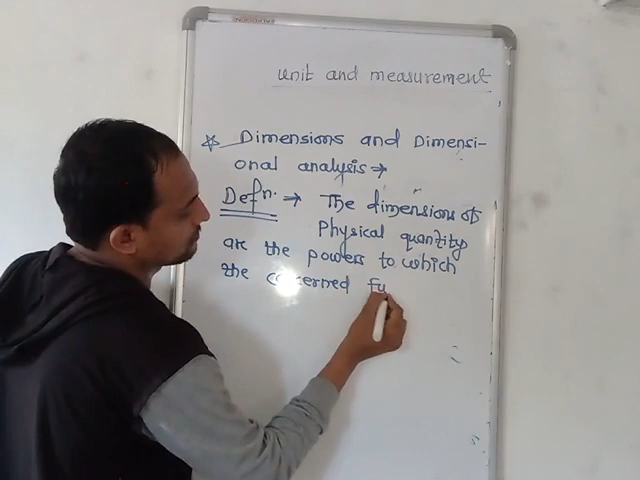 unit and measurement
☆ Dimensions and Dimensi-
onal analysis →
Defn. → The dimensions of
Physical quantity
are the powers to which
the concerned fu